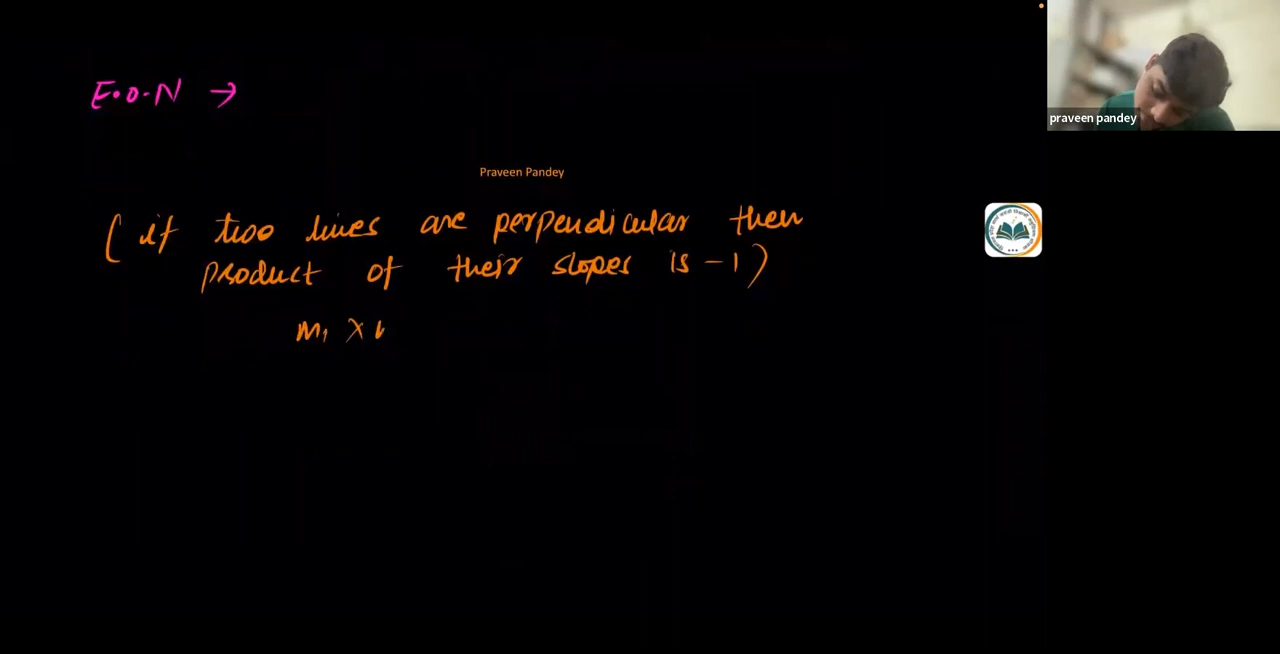 E.O.N →
praveen pandey
Praveen Pandey
(if two lines are perpendicular then
product of their slopes is -1)
m₁ ×